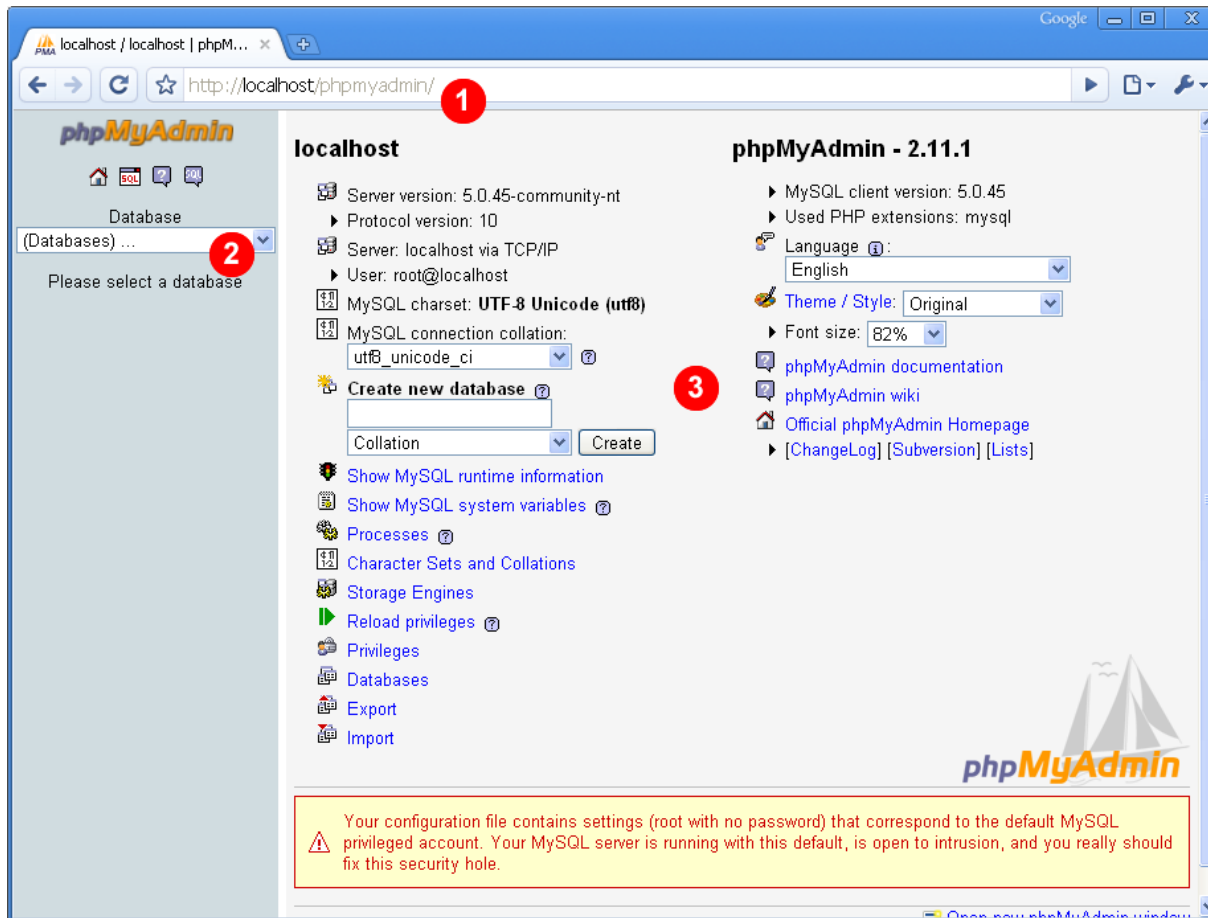 Google
PMA localhost / localhost | phpM...
http://localhost/phpmyadmin/
1
phpMyAdmin
SQL
SQL
Database
(Databases) ...
2
Please select a database
localhost
Server version: 5.0.45-community-nt
Protocol version: 10
Server: localhost via TCP/IP
User: root@localhost
MySQL charset: UTF-8 Unicode (utf8)
MySQL connection collation:
utf8_unicode_ci
Create new database
Collation
Create
Show MySQL runtime information
Show MySQL system variables
Processes
Character Sets and Collations
Storage Engines
Reload privileges
Privileges
Databases
Export
Import
3
phpMyAdmin - 2.11.1
MySQL client version: 5.0.45
Used PHP extensions: mysql
Language :
English
Theme / Style: Original
Font size: 82%
phpMyAdmin documentation
phpMyAdmin wiki
Official phpMyAdmin Homepage
[ChangeLog] [Subversion] [Lists]
phpMyAdmin
Your configuration file contains settings (root with no password) that correspond to the default MySQL
privileged account. Your MySQL server is running with this default, is open to intrusion, and you really should
fix this security hole.
Open new phpMyAdmin window